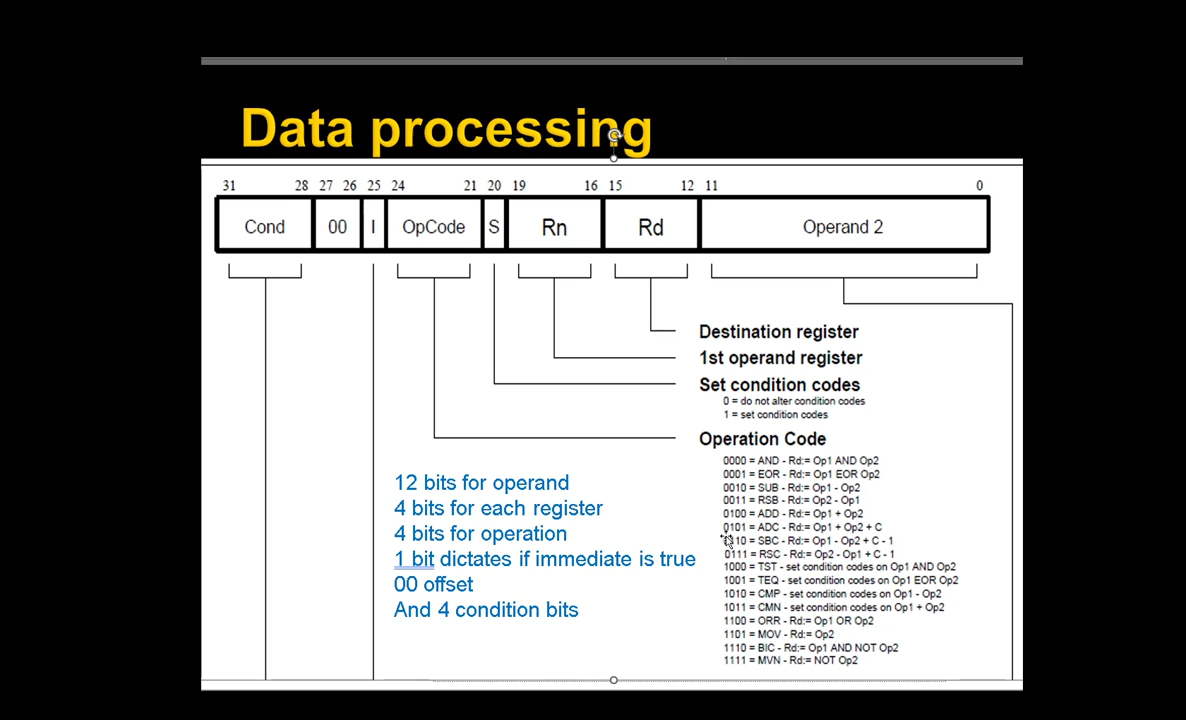 Data processing
31 28 27 26 25 24 21 20 19 16 15 12 11 0
Cond 00 I OpCode S Rn Rd Operand 2
Destination register
1st operand register
Set condition codes
0 = do not alter condition codes
1 = set condition codes
Operation Code
0000 = AND - Rd:= Op1 AND Op2
0001 = EOR - Rd:= Op1 EOR Op2
0010 = SUB - Rd:= Op1 - Op2
0011 = RSB - Rd:= Op2 - Op1
0100 = ADD - Rd:= Op1 + Op2
0101 = ADC - Rd:= Op1 + Op2 + C
= SBC - Rd:= Op1 - Op2 + C - 1
0111 = RSC - Rd:= Op2 - Op1 + C - 1
1000 = TST - set condition codes on Op1 AND Op2
1001 = TEQ - set condition codes on Op1 EOR Op2
1010 = CMP - set condition codes on Op1 - Op2
1011 = CMN - set condition codes on Op1 + Op2
1100 = ORR - Rd:= Op1 OR Op2
1101 = MOV - Rd:= Op2
1110 = BIC - Rd:= Op1 AND NOT Op2
1111 = MVN - Rd:= NOT Op2
12 bits for operand
4 bits for each register
4 bits for operation
1 bit dictates if immediate is true
00 offset
And 4 condition bits